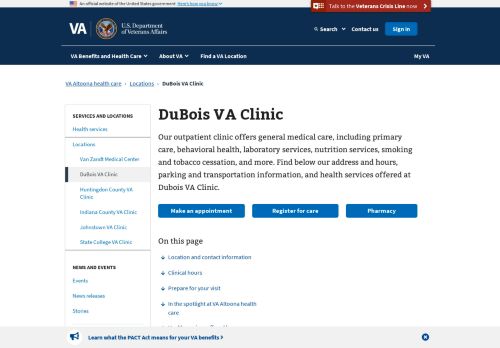 An official website of the United States government Here's how you know
Talk to the Veterans Crisis Line now
VA
U.S. Department
of Veterans Affairs
Search
Contact us
Sign in
VA Benefits and Health Care
About VA
Find a VA Location
My VA
VA Altoona health care › Locations › DuBois VA Clinic
SERVICES AND LOCATIONS
Health services
Locations
Van Zandt Medical Center
DuBois VA Clinic
Huntingdon County VA
Clinic
Indiana County VA Clinic
Johnstown VA Clinic
State College VA Clinic
NEWS AND EVENTS
Events
News releases
Stories
DuBois VA Clinic
Our outpatient clinic offers general medical care, including primary
care, behavioral health, laboratory services, nutrition services, smoking
and tobacco cessation, and more. Find below our address and hours,
parking and transportation information, and health services offered at
Dubois VA Clinic.
Make an appointment
Register for care
Pharmacy
On this page
Location and contact information
Clinical hours
Prepare for your visit
In the spotlight at VA Altoona health
care
Learn what the PACT Act means for your VA benefits